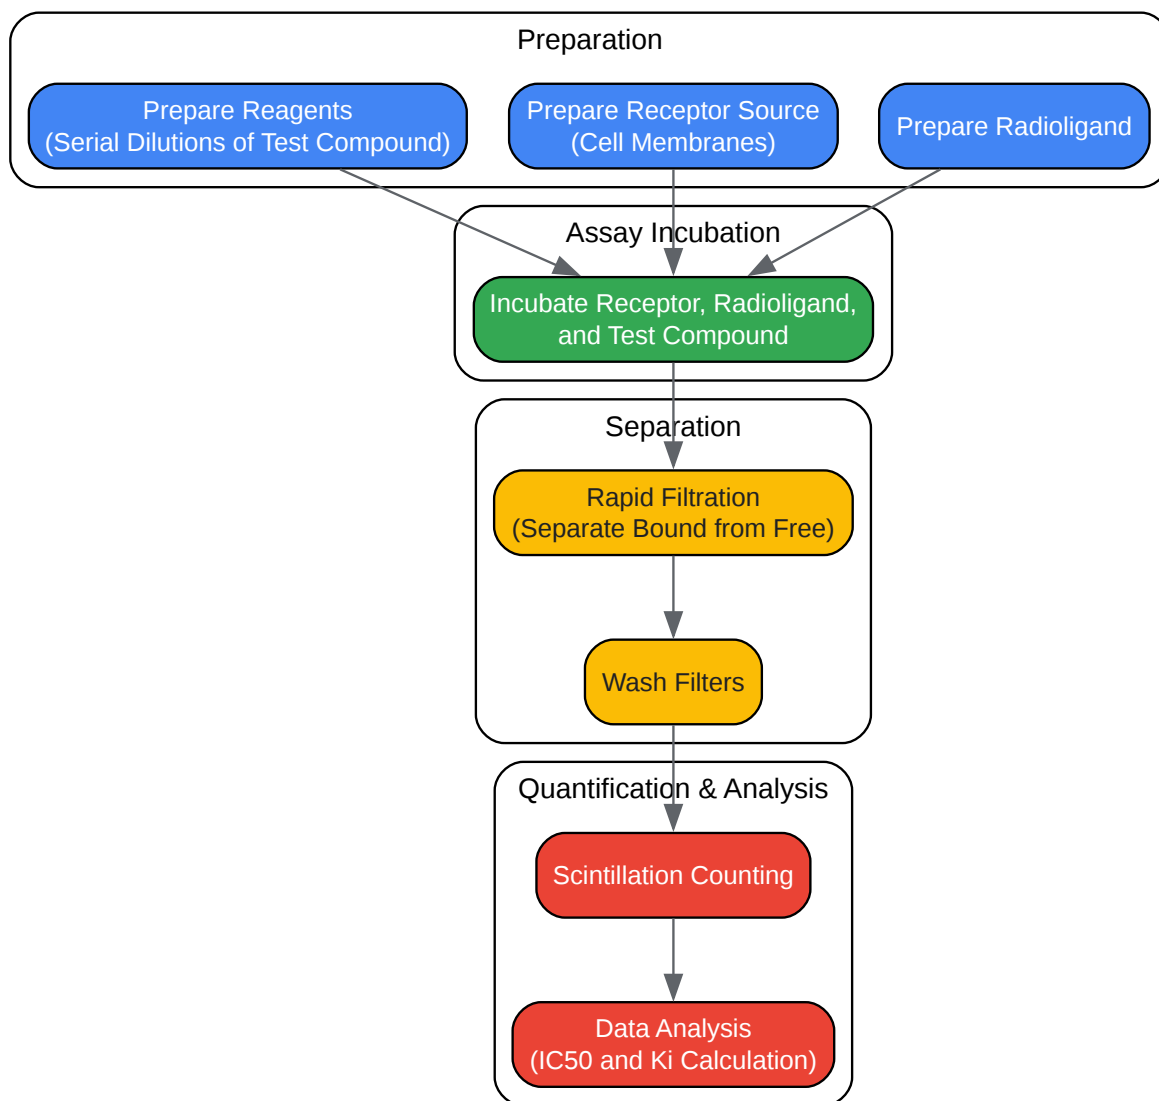 Preparation
Prepare Reagents
(Serial Dilutions of Test Compound)
Prepare Receptor Source
(Cell Membranes)
Prepare Radioligand
Assay Incubation
Incubate Receptor, Radioligand,
and Test Compound
Separation
Rapid Filtration
(Separate Bound from Free)
Wash Filters
Quantification & Analysis
Scintillation Counting
Data Analysis
(IC50 and Ki Calculation)